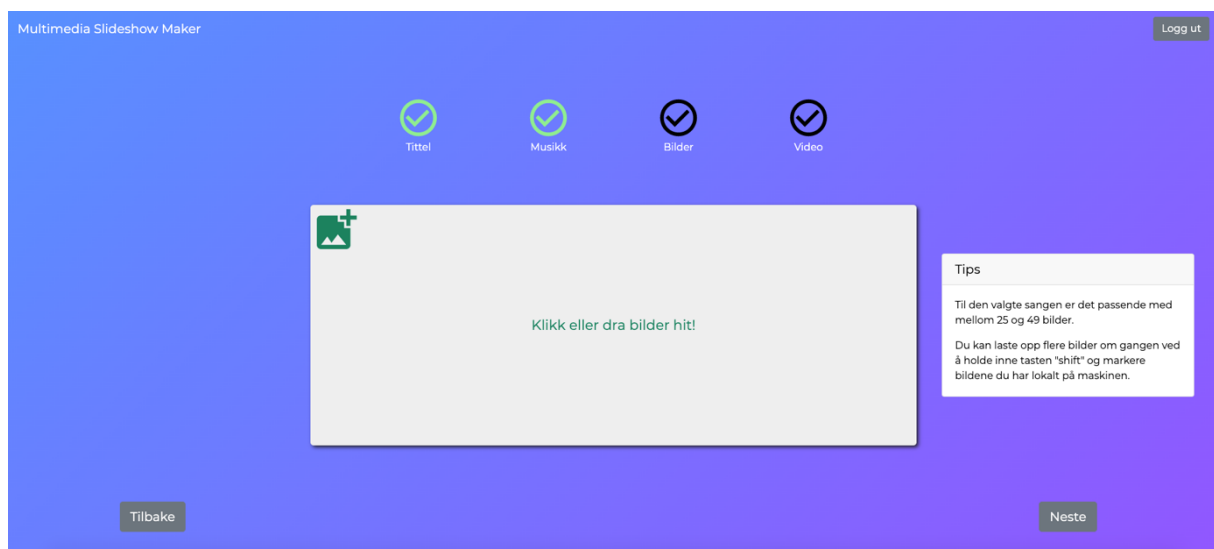 Multimedia Slideshow Maker
Logg ut
Tittel
Musikk
Bilder
Video
Klikk eller dra bilder hit!
Tips
Til den valgte sangen er det passende med
mellom 25 og 49 bilder.
Du kan laste opp flere bilder om gangen ved
å holde inne tasten "shift" og markere
bildene du har lokalt på maskinen.
Tilbake
Neste